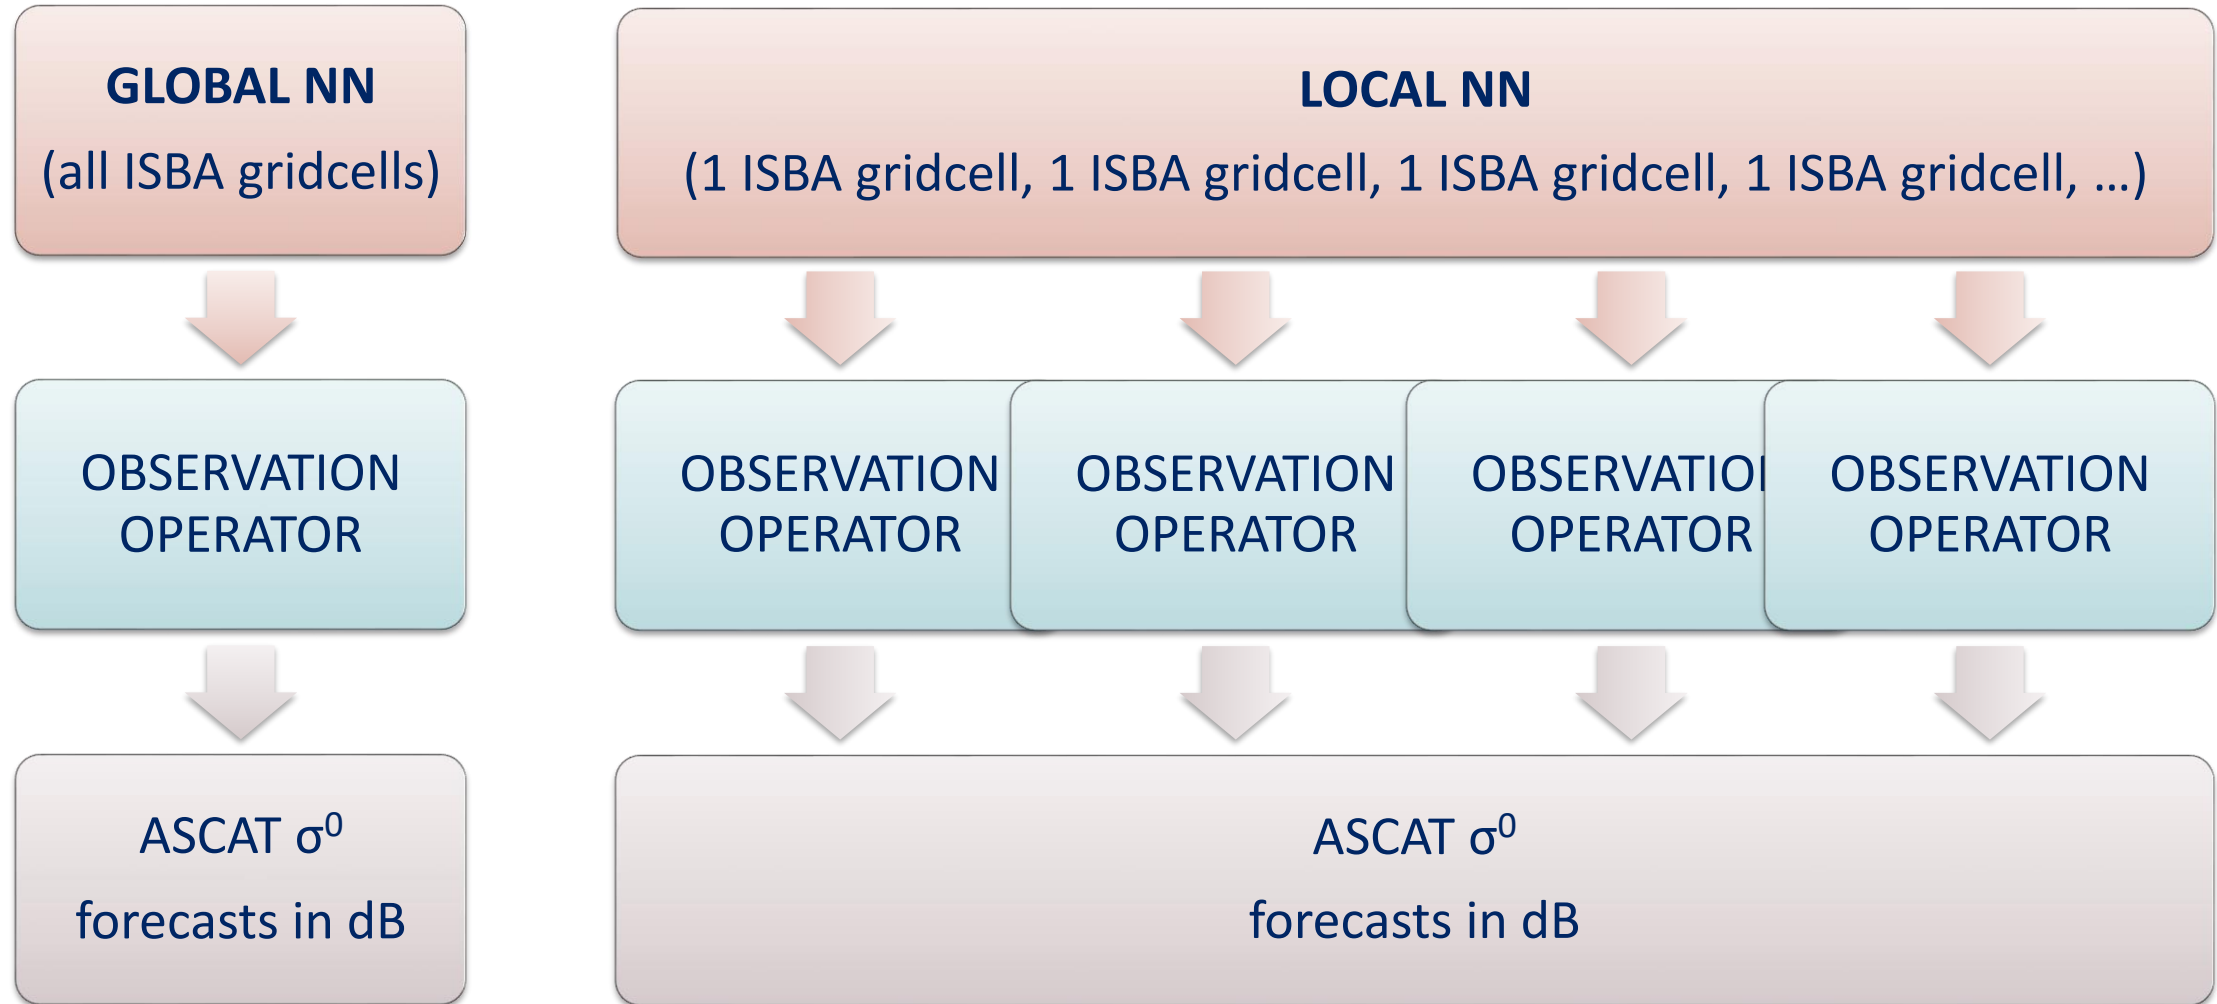 GLOBAL NN
(all ISBA gridcells)
OBSERVATION
OPERATOR
ASCAT σ⁰
forecasts in dB
LOCAL NN
(1 ISBA gridcell, 1 ISBA gridcell, 1 ISBA gridcell, 1 ISBA gridcell, ...)
OBSERVATION
OPERATOR
OBSERVATION
OPERATOR
OBSERVATIO
OPERATOR
OBSERVATION
OPERATOR
ASCAT σ⁰
forecasts in dB